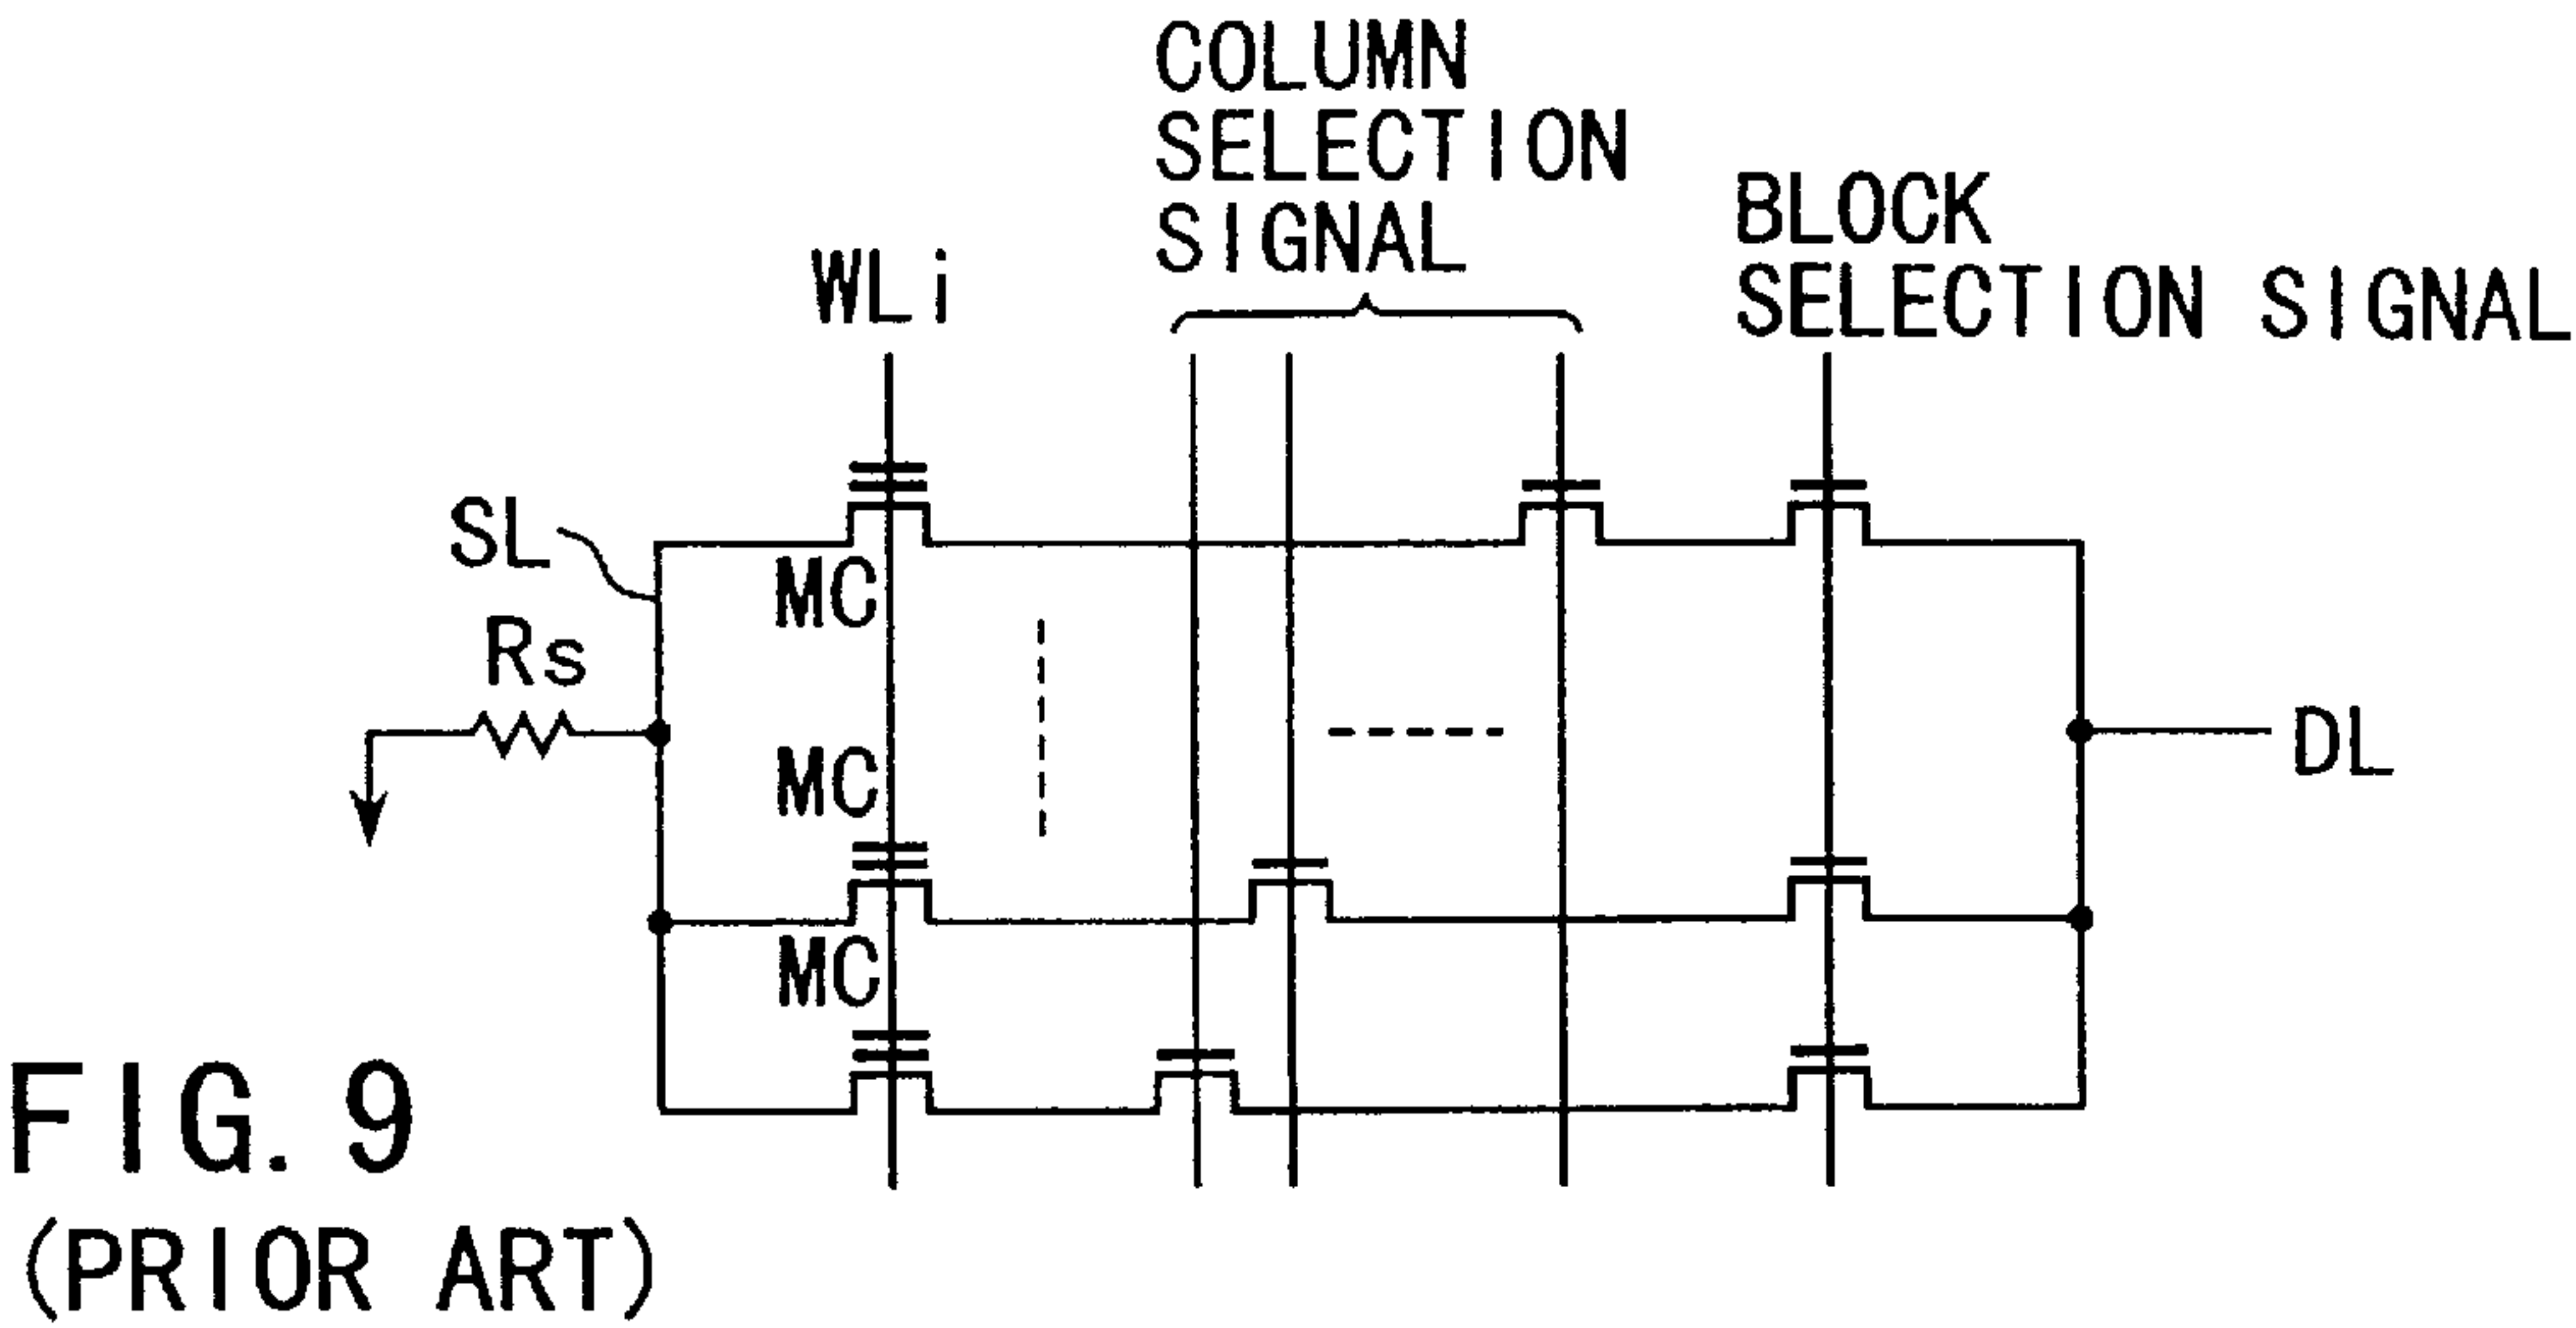 COLUMN
SELECTION
SIGNAL
BLOCK
SELECTION SIGNAL
WLi
SL
MC
Rs
MC
DL
MC
FIG. 9
(PRIOR ART)